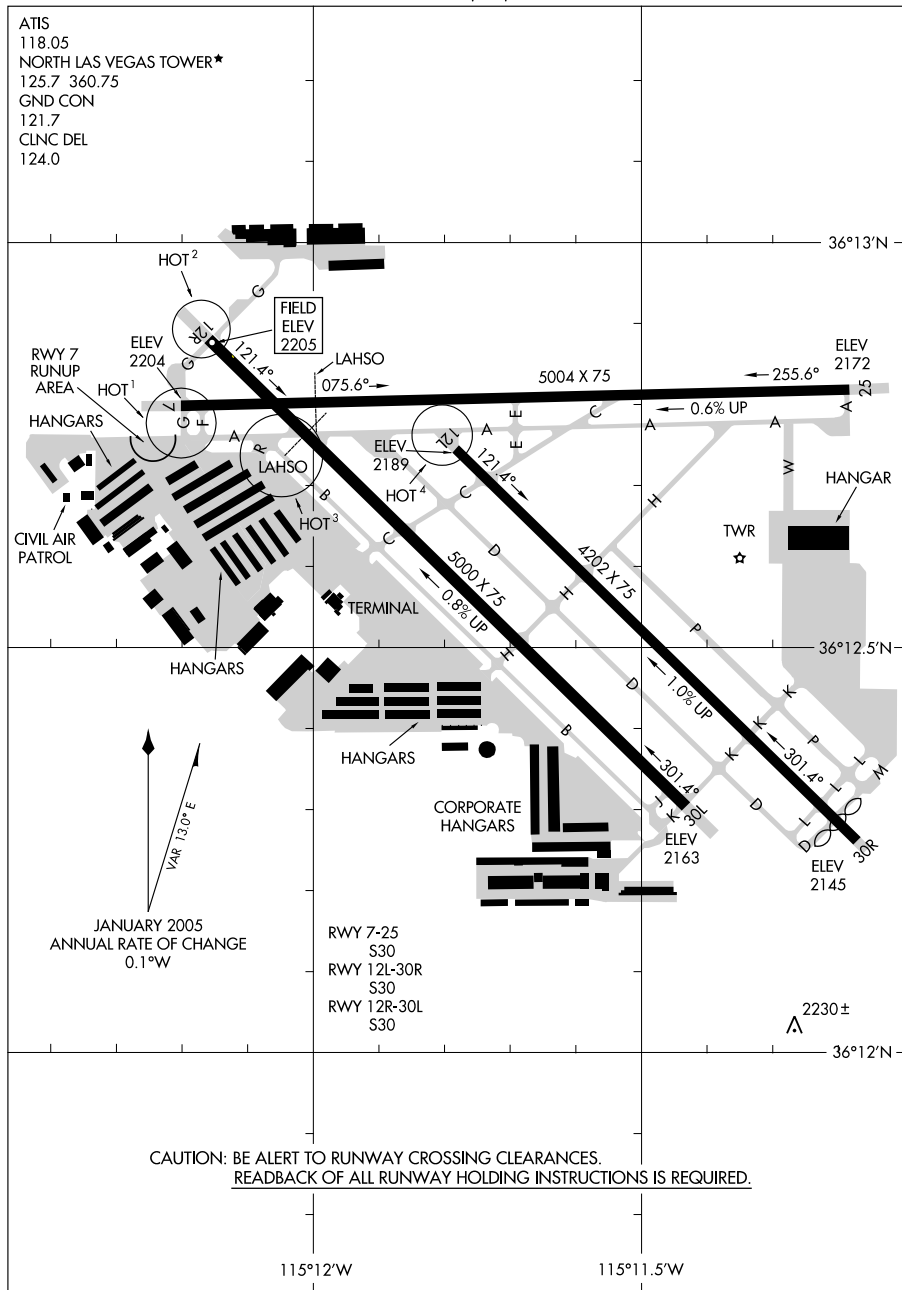 ATIS
118.05
NORTH LAS VEGAS TOWER★
125.7 360.75
GND CON
121.7
CLNC DEL
124.0
36°13'N
HOT 2
G
12R
FIELD
ELEV
2205
G
ELEV
2204
121.4°
LAHSO
RWY 7
RUNUP
AREA
HOT 1
075.6°
5004 X 75
255.6°
ELEV
2172
25
7
0.6% UP
HANGARS
G
F
A
R
LAHSO
12L
A
E
E
C
A
A
A
ELEV
2189
HOT 4
121.4°
W
HANGAR
HOT 3
B
C
C
H
CIVIL AIR
PATROL
TWR
D
H
4202 X 75
5000 X 75
0.8% UP
TERMINAL
P
HANGARS
H
36°12.5'N
D
1.0% UP
K
K
P
HANGARS
B
K
D
301.4°
L
M
L
301.4°
CORPORATE
HANGARS
K
30L
L
D
30R
ELEV
2163
ELEV
2145
VAR 13.0° E
JANUARY 2005
ANNUAL RATE OF CHANGE
0.1°W
RWY 7-25
S30
RWY 12L-30R
S30
RWY 12R-30L
S30
2230 ±
36°12'N
CAUTION: BE ALERT TO RUNWAY CROSSING CLEARANCES.
READBACK OF ALL RUNWAY HOLDING INSTRUCTIONS IS REQUIRED.
115°12'W
115°11.5'W